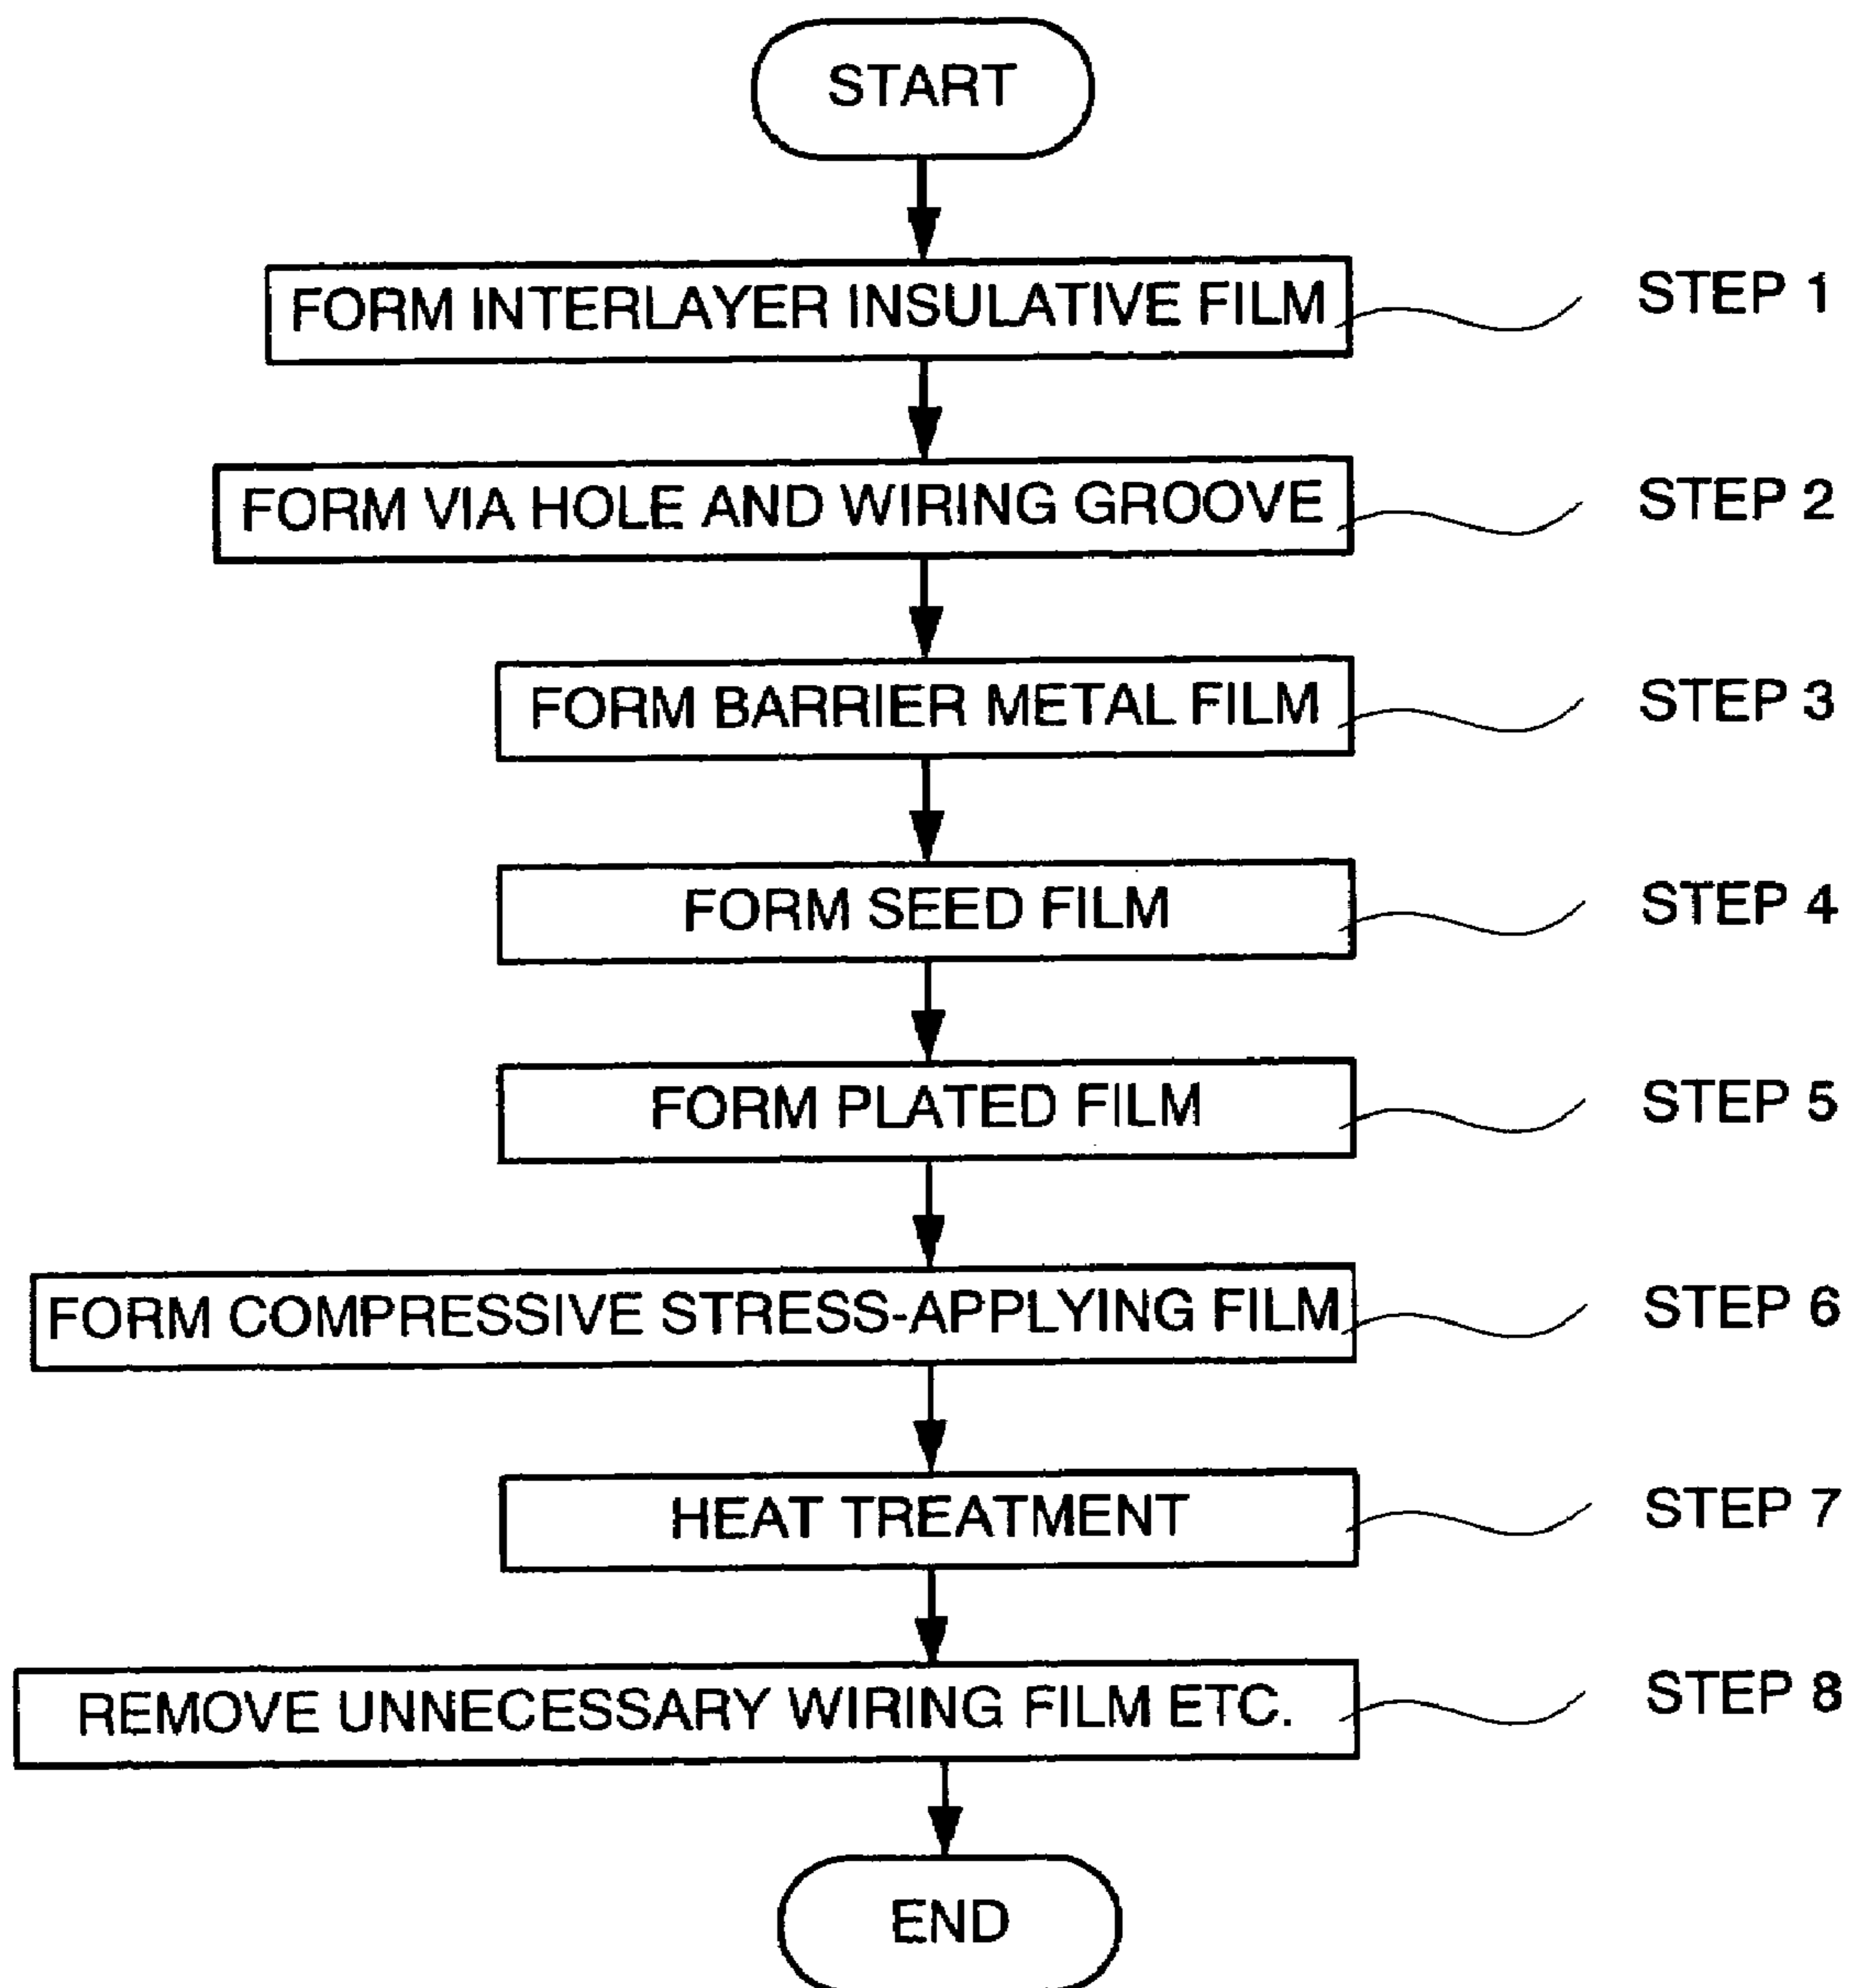 START
FORM INTERLAYER INSULATIVE FILM
STEP 1
FORM VIA HOLE AND WIRING GROOVE
STEP 2
FORM BARRIER METAL FILM
STEP 3
FORM SEED FILM
STEP 4
FORM PLATED FILM
STEP 5
FORM COMPRESSIVE STRESS-APPLYING FILM
STEP 6
HEAT TREATMENT
STEP 7
REMOVE UNNECESSARY WIRING FILM ETC.
STEP 8
END